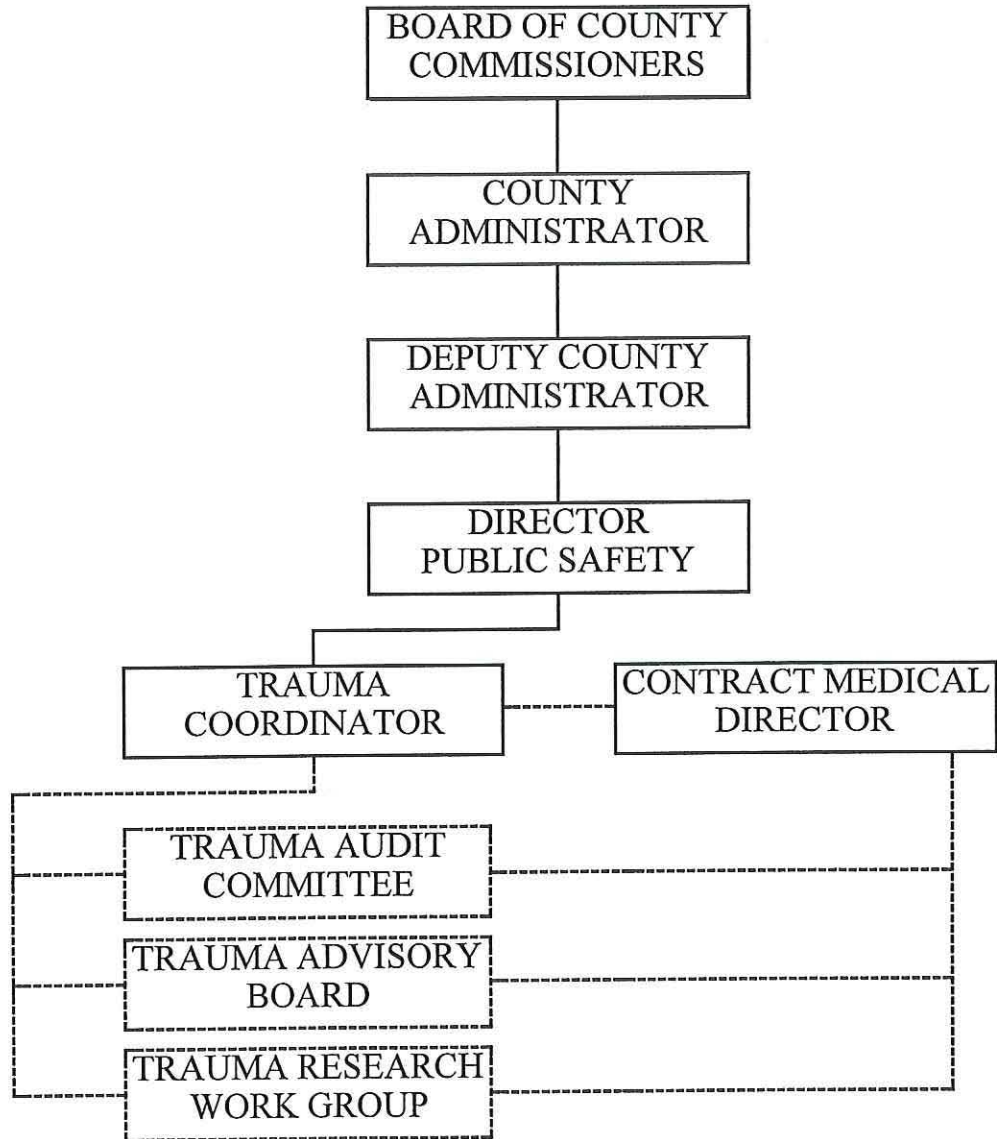 BOARD OF COUNTY
COMMISSIONERS
COUNTY
ADMINISTRATOR
DEPUTY COUNTY
ADMINISTRATOR
DIRECTOR
PUBLIC SAFETY
TRAUMA
COORDINATOR
CONTRACT MEDICAL
DIRECTOR
TRAUMA AUDIT
COMMITTEE
TRAUMA ADVISORY
BOARD
TRAUMA RESEARCH
WORK GROUP